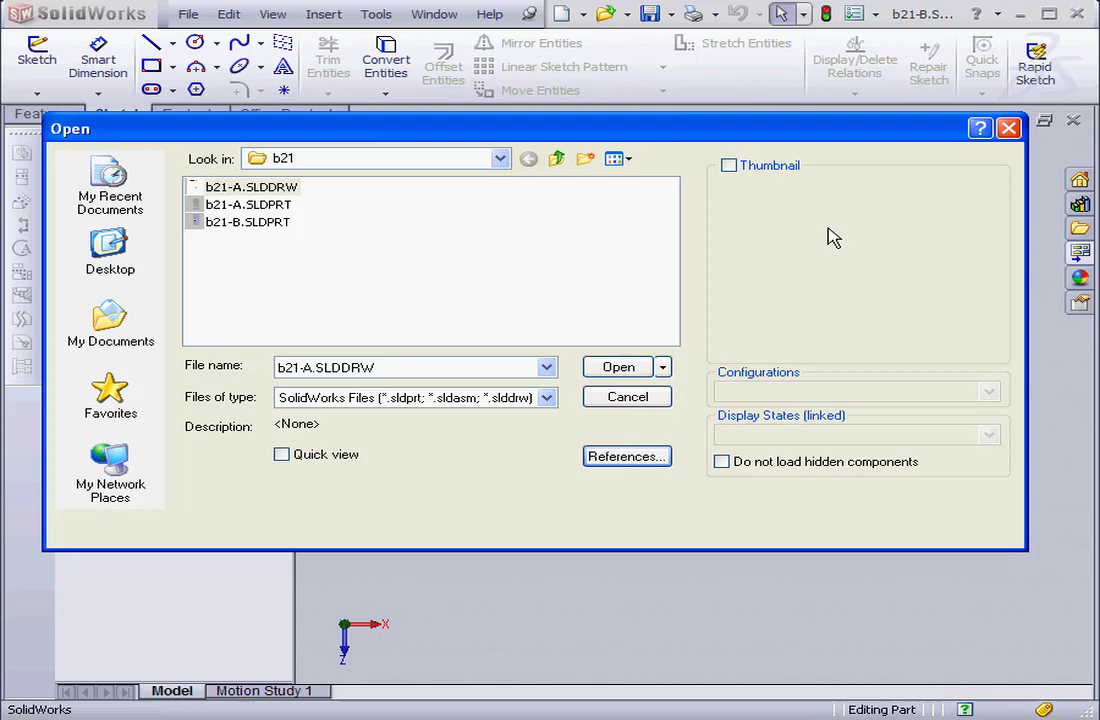 SolidWorks File Edit View Insert Tools Window Help b21-B.S...
Sketch
Smart Dimension
Trim Entities
Convert Entities
Offset Entities
Mirror Entities
Linear Sketch Pattern
Move Entities
Stretch Entities
Display/Delete Relations
Repair Sketch
Quick Snaps
Rapid Sketch
Open
Look in: b21
My Recent Documents
Desktop
My Documents
Favorites
My Network Places
b21-A.SLDDRW
b21-A.SLDPRT
b21-B.SLDPRT
File name: b21-A.SLDDRW Open
Files of type: SolidWorks Files (*.sldprt; *.sldasm; *.slddrw) Cancel
Description: <None>
Quick view References...
Thumbnail
Configurations
Display States (linked)
Do not load hidden components
X
Z
Model Motion Study 1
SolidWorks Editing Part